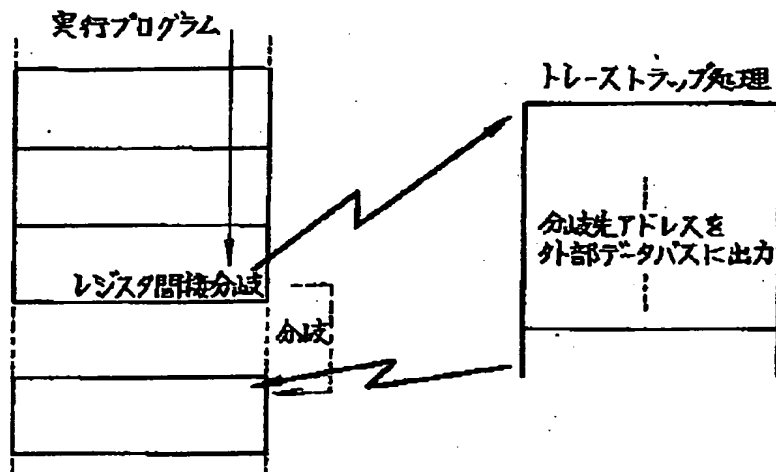 実行プログラム
トレーストラップ処理
分岐先アドレスを
外部データバスに出力
レジスタ間接分岐
分岐